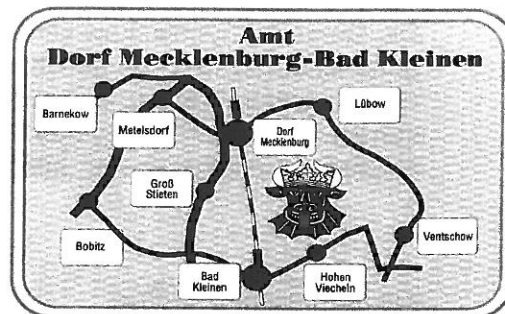 Amt
Dorf Mecklenburg-Bad Kleinen
Barnekow
Metelsdorf
Lübow
Dorf
Mecklenburg
Groß
Stieten
Bobitz
Ventschow
Bad
Kleinen
Hohen
Viecheln